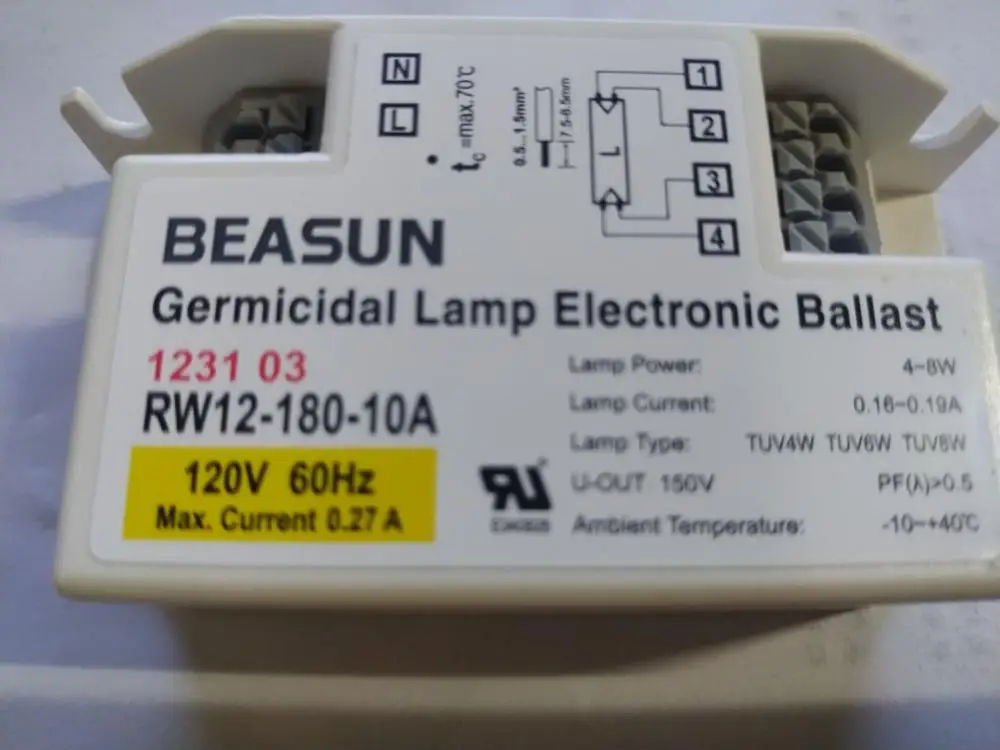 N
L
tc =max.70℃
0.5...1.5mm²
7.5-8.5mm
L
1
2
3
4
BEASUN
Germicidal Lamp Electronic Ballast
1231 03
RW12-180-10A
120V 60Hz
Max. Current 0.27 A
Lamp Power: 4-8W
Lamp Current: 0.16-0.19A
Lamp Type: TUV4W TUV6W TUV8W
U-OUT 150V PF(λ)>0.5
Ambient Temperature: -10~+40℃